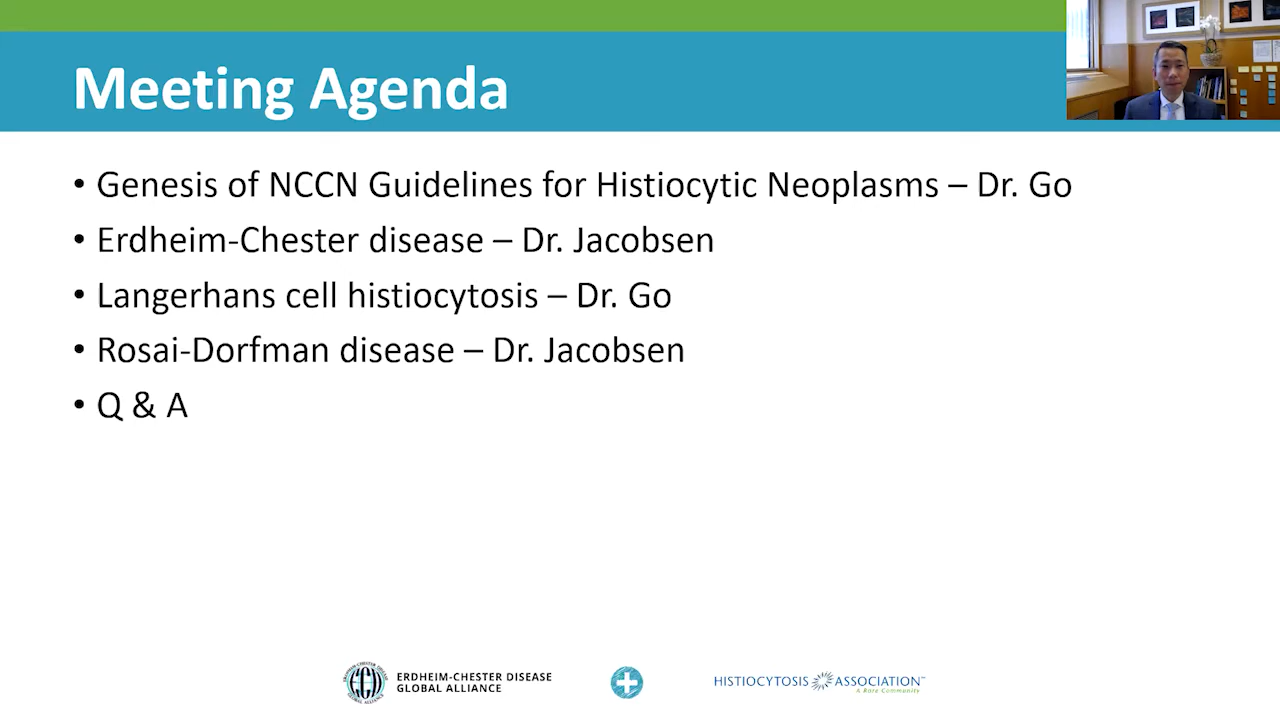 Meeting Agenda
• Genesis of NCCN Guidelines for Histiocytic Neoplasms – Dr. Go
• Erdheim-Chester disease – Dr. Jacobsen
• Langerhans cell histiocytosis – Dr. Go
• Rosai-Dorfman disease – Dr. Jacobsen
• Q & A
ERDHEIM-CHESTER DISEASE
GLOBAL ALLIANCE
HISTIOCYTOSIS ASSOCIATION™
A Rare Community